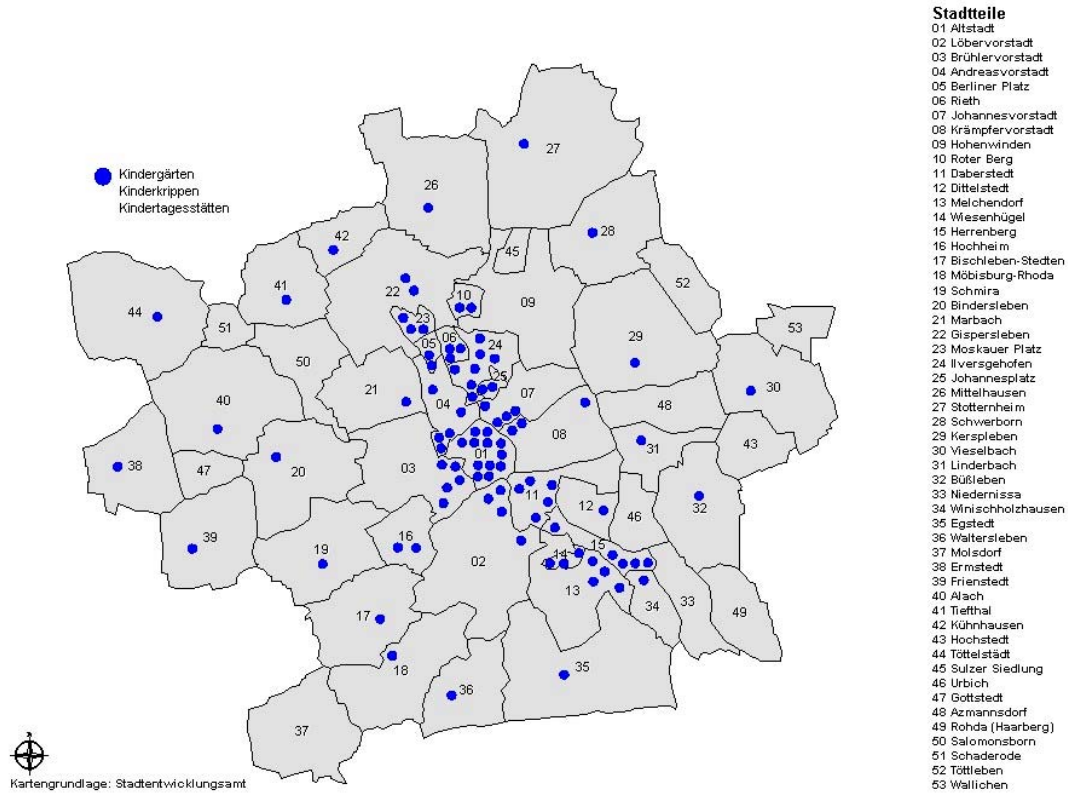 Stadtteile
01 Altstadt
02 Löbervorstadt
03 Brühlervorstadt
04 Andreasvorstadt
05 Berliner Platz
06 Rieth
07 Johannesvorstadt
08 Krämpfervorstadt
09 Hohenwinden
10 Roter Berg
11 Daberstedt
12 Dittelstedt
13 Melchendorf
14 Wiesenhügel
15 Herrenberg
16 Hochheim
17 Bischleben-Stedten
18 Möbisburg-Rhoda
19 Schmira
20 Bindersleben
21 Marbach
22 Gispersleben
23 Moskauer Platz
24 Ilversgehofen
25 Johannesplatz
26 Mittelhausen
27 Stotternheim
28 Schwerborn
29 Kerspleben
30 Vieselbach
31 Linderbach
32 Büßleben
33 Niedernissa
34 Winischholzhausen
35 Egstedt
36 Waltersleben
37 Molsdorf
38 Ermstedt
39 Frienstedt
40 Alach
41 Tiefthal
42 Kühnhausen
43 Hochstedt
44 Töttelstädt
45 Sulzer Siedlung
46 Urbich
47 Gottstedt
48 Azmannsdorf
49 Rohda (Haarberg)
50 Salomonsborn
51 Schaderode
52 Töttleben
53 Wallichen
Kindergärten
Kinderkrippen
Kindertagesstätten
27
26
28
42
45
52
41
22
10
09
44
23
51
53
06
05
24
29
50
25
30
21
07
40
04
48
08
43
01
31
38
47
20
03
11
12
32
46
16
15
19
39
14
02
13
33
34
49
17
35
18
36
37
Kartengrundlage: Stadtentwicklungsamt